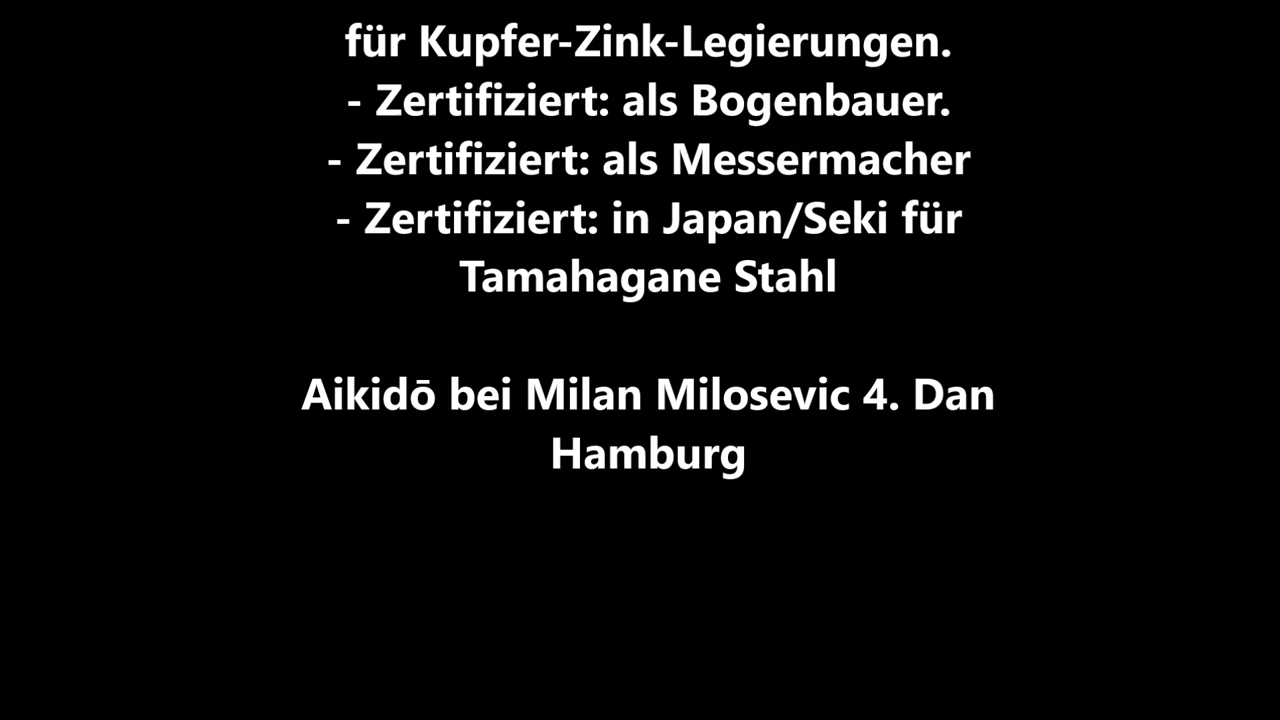 für Kupfer-Zink-Legierungen.
- Zertifiziert: als Bogenbauer.
- Zertifiziert: als Messermacher
- Zertifiziert: in Japan/Seki für
Tamahagane Stahl
Aikidō bei Milan Milosevic 4. Dan
Hamburg